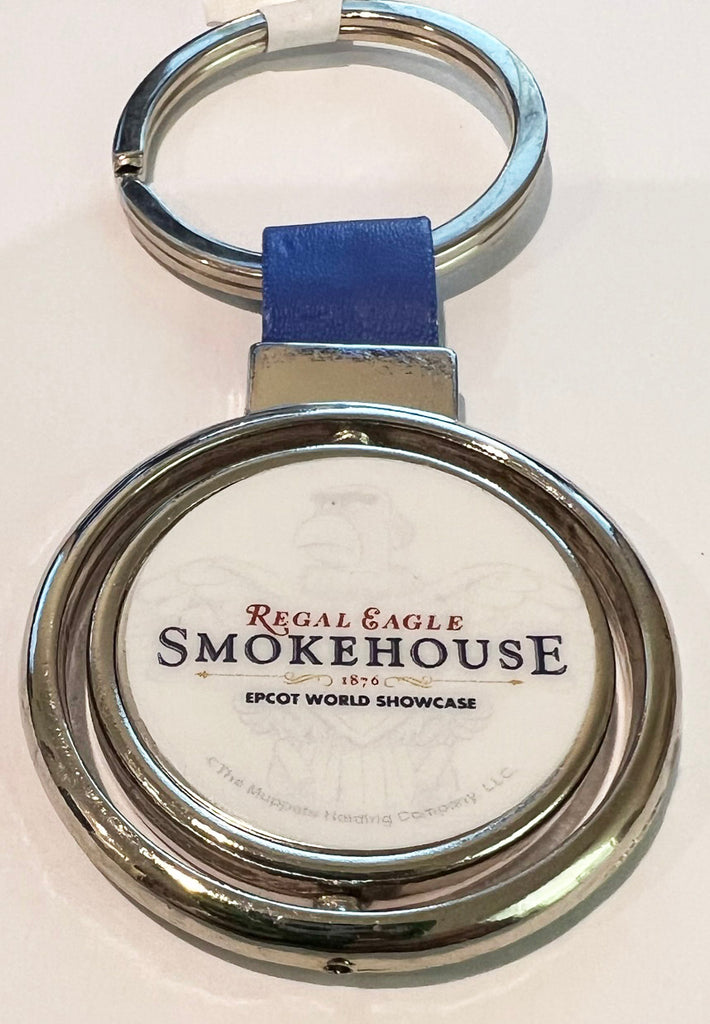 REGAL EAGLE
SMOKEHOUSE
1876
EPCOT WORLD SHOWCASE
©The Muppets Holding Company, LLC